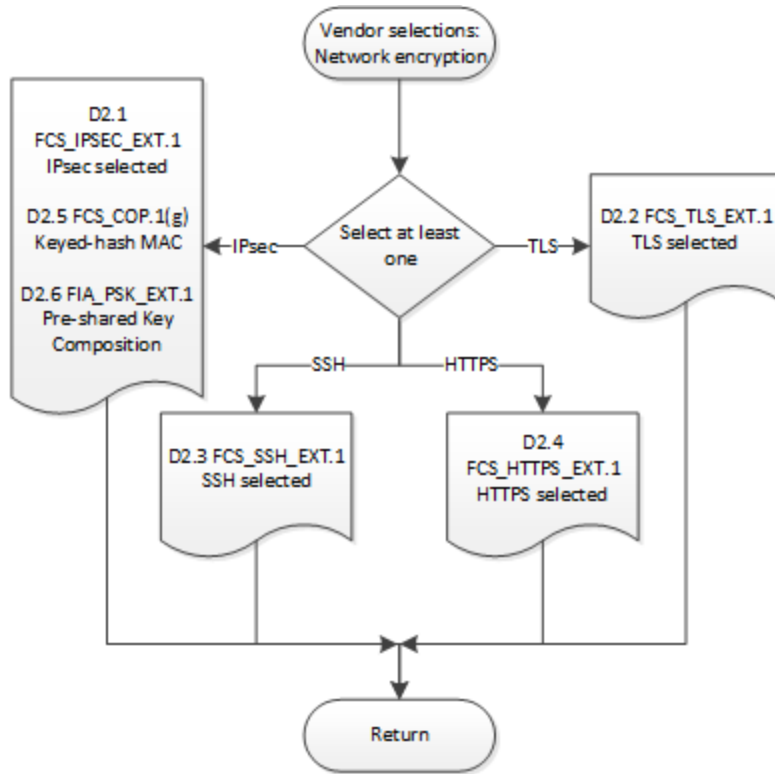 Vendor selections:
Network encryption
D2.1
FCS_IPSEC_EXT.1
IPsec selected
D2.5 FCS_COP.1(g)
Keyed-hash MAC
D2.6 FIA_PSK_EXT.1
Pre-shared Key
Composition
IPsec
Select at least
one
TLS
D2.2 FCS_TLS_EXT.1
TLS selected
SSH
HTTPS
D2.3 FCS_SSH_EXT.1
SSH selected
D2.4
FCS_HTTPS_EXT.1
HTTPS selected
Return